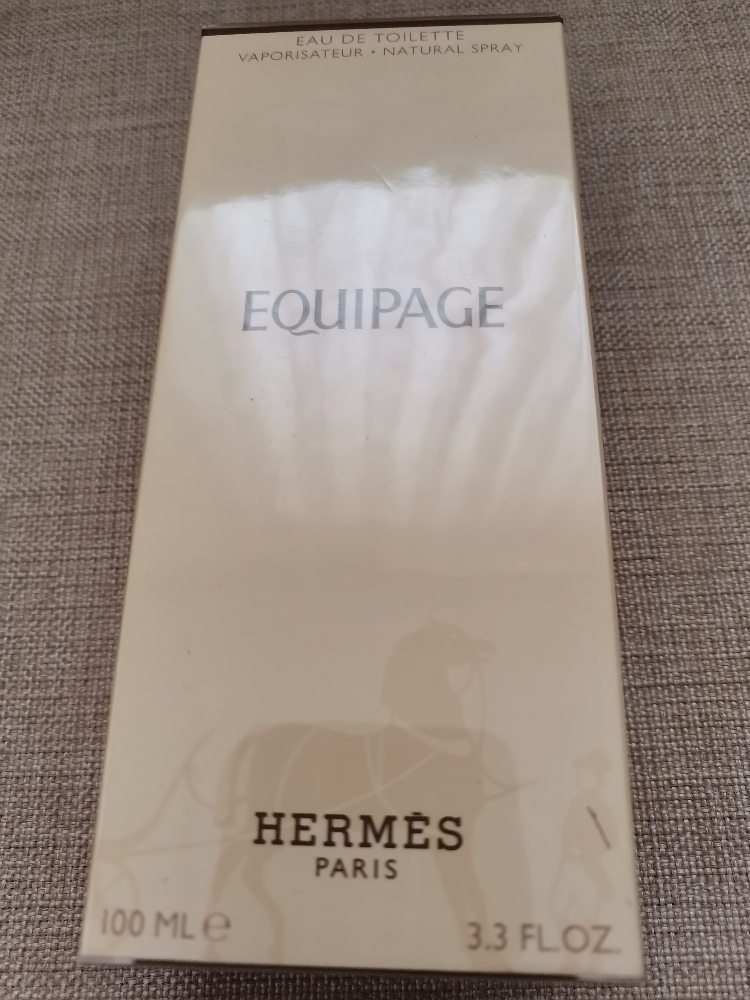 EAU DE TOILETTE
VAPORISATEUR • NATURAL SPRAY
EQUIPAGE
HERMÈS
PARIS
100 ML ℮ 3.3 FL.OZ.